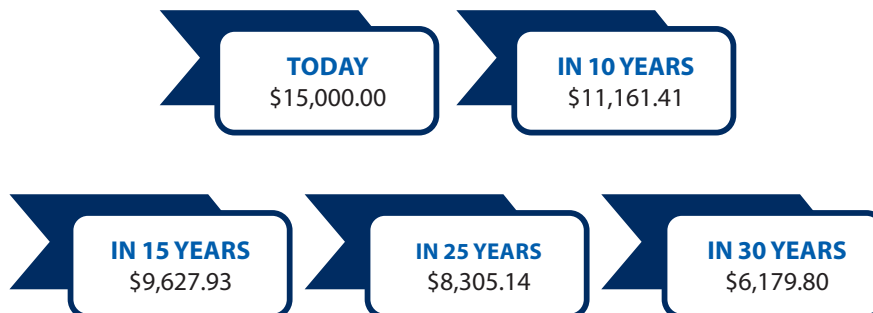 TODAY
$15,000.00
IN 10 YEARS
$11,161.41
IN 15 YEARS
$9,627.93
IN 25 YEARS
$8,305.14
IN 30 YEARS
$6,179.80